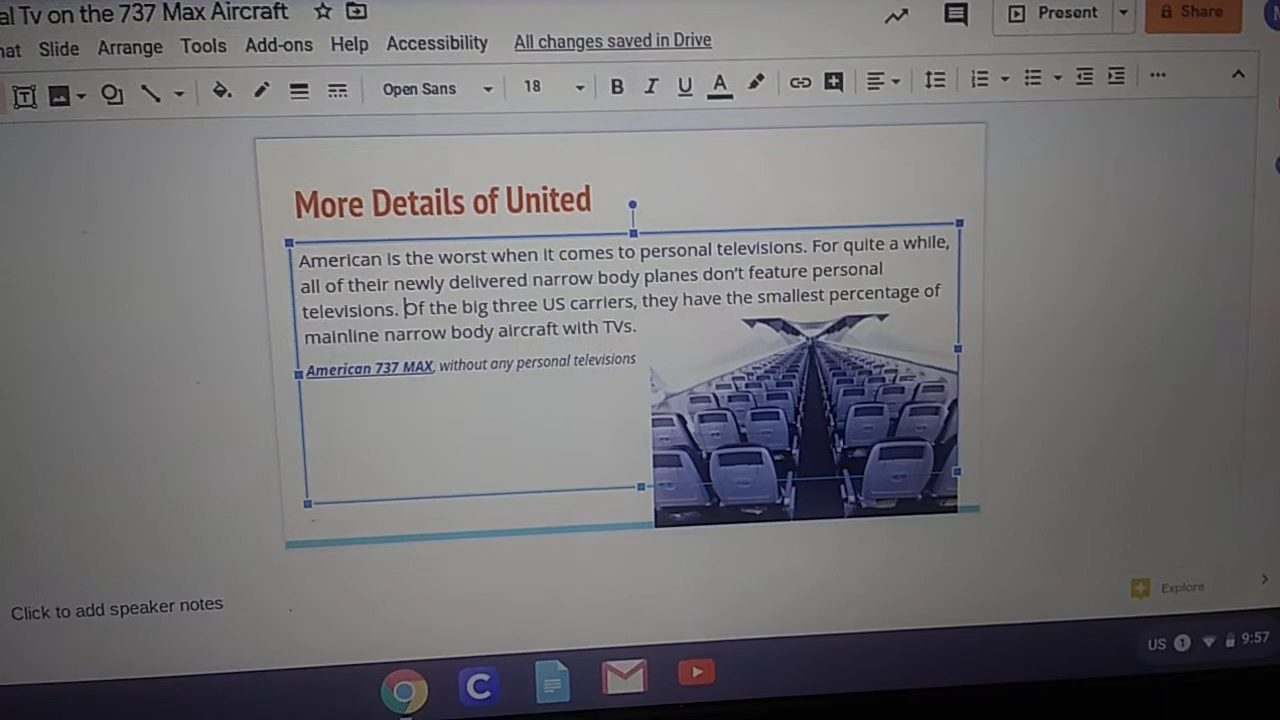 al Tv on the 737 Max Aircraft
Present
Share
nat Slide Arrange Tools Add-ons Help Accessibility All changes saved in Drive
Open Sans 18 B I U A
More Details of United
American is the worst when it comes to personal televisions. For quite a while,
all of their newly delivered narrow body planes don't feature personal
televisions. Of the big three US carriers, they have the smallest percentage of
mainline narrow body aircraft with TVs.
American 737 MAX, without any personal televisions
Click to add speaker notes
Explore
US 1 9:57
C